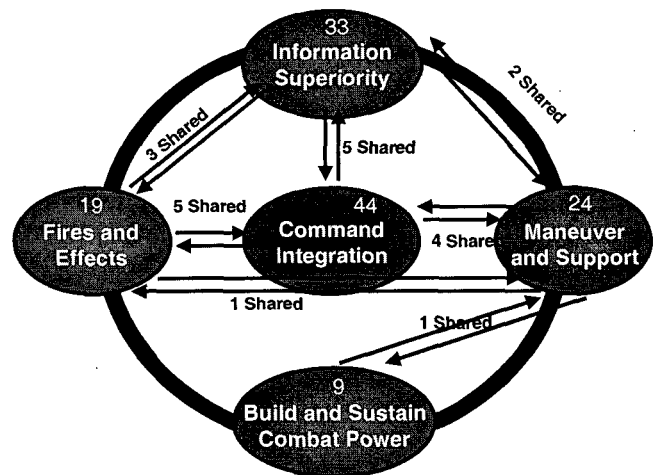 33
Information
Superiority
2 Shared
3 Shared
5 Shared
19
Fires and
Effects
5 Shared
44
Command
Integration
4 Share
24
Maneuver
and Support
1 Shared
1 Shared
9
Build and Sustain
Combat Power